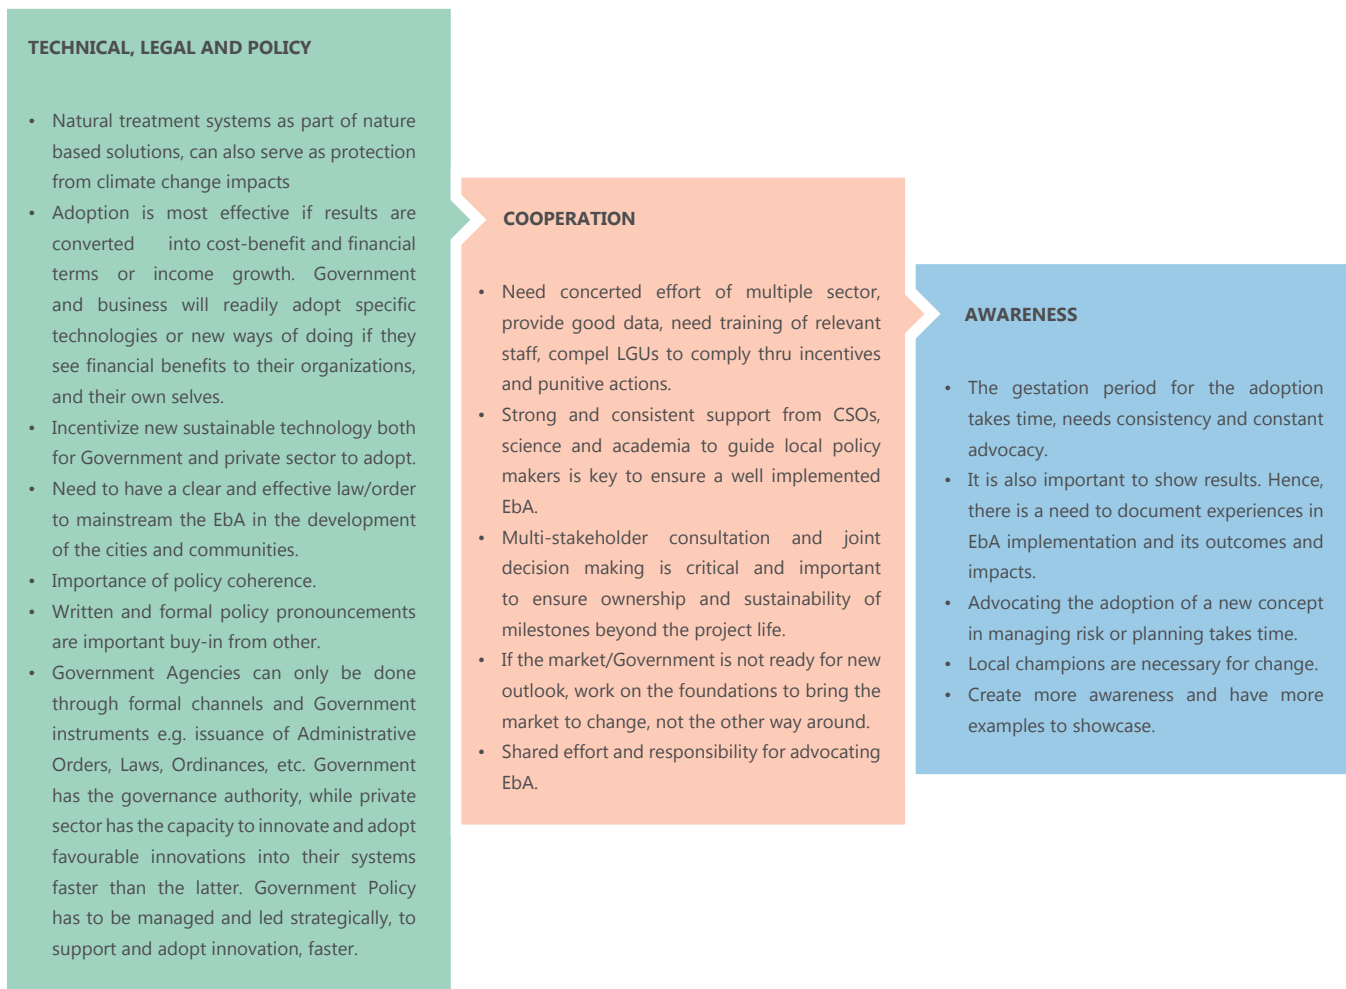 TECHNICAL, LEGAL AND POLICY
• Natural treatment systems as part of nature
based solutions, can also serve as protection
from climate change impacts
• Adoption is most effective if results are
converted into cost-benefit and financial
terms or income growth. Government
and business will readily adopt specific
technologies or new ways of doing if they
see financial benefits to their organizations,
and their own selves.
• Incentivize new sustainable technology both
for Government and private sector to adopt.
• Need to have a clear and effective law/order
to mainstream the EbA in the development
of the cities and communities.
• Importance of policy coherence.
• Written and formal policy pronouncements
are important buy-in from other.
• Government Agencies can only be done
through formal channels and Government
instruments e.g. issuance of Administrative
Orders, Laws, Ordinances, etc. Government
has the governance authority, while private
sector has the capacity to innovate and adopt
favourable innovations into their systems
faster than the latter. Government Policy
has to be managed and led strategically, to
support and adopt innovation, faster.
COOPERATION
• Need concerted effort of multiple sector,
provide good data, need training of relevant
staff, compel LGUs to comply thru incentives
and punitive actions.
• Strong and consistent support from CSOs,
science and academia to guide local policy
makers is key to ensure a well implemented
EbA.
• Multi-stakeholder consultation and joint
decision making is critical and important
to ensure ownership and sustainability of
milestones beyond the project life.
• If the market/Government is not ready for new
outlook, work on the foundations to bring the
market to change, not the other way around.
• Shared effort and responsibility for advocating
EbA.
AWARENESS
• The gestation period for the adoption
takes time, needs consistency and constant
advocacy.
• It is also important to show results. Hence,
there is a need to document experiences in
EbA implementation and its outcomes and
impacts.
• Advocating the adoption of a new concept
in managing risk or planning takes time.
• Local champions are necessary for change.
• Create more awareness and have more
examples to showcase.